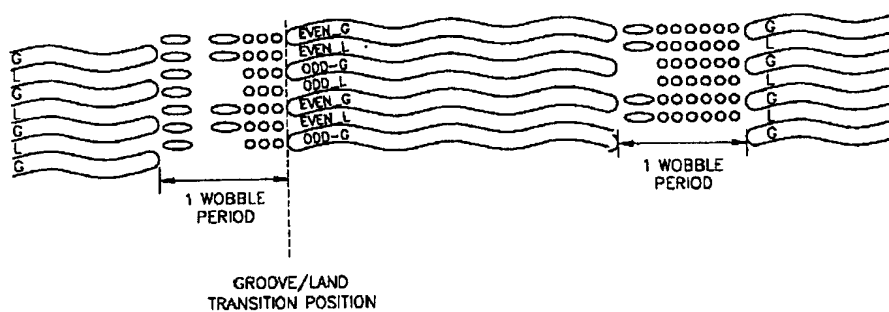 G
L
G
L
G
L
G
EVEN_G
EVEN_L
ODD-G
ODD_L
EVEN_G
EVEN_L
ODD-G
G
L
G
L
G
L
G
1 WOBBLE
PERIOD
1 WOBBLE
PERIOD
GROOVE/LAND
TRANSITION POSITION